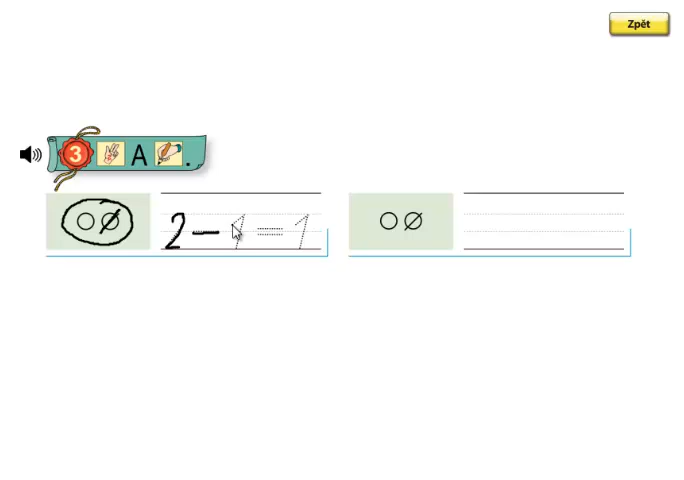 Zpět
3 A .
2 – 1 = 1